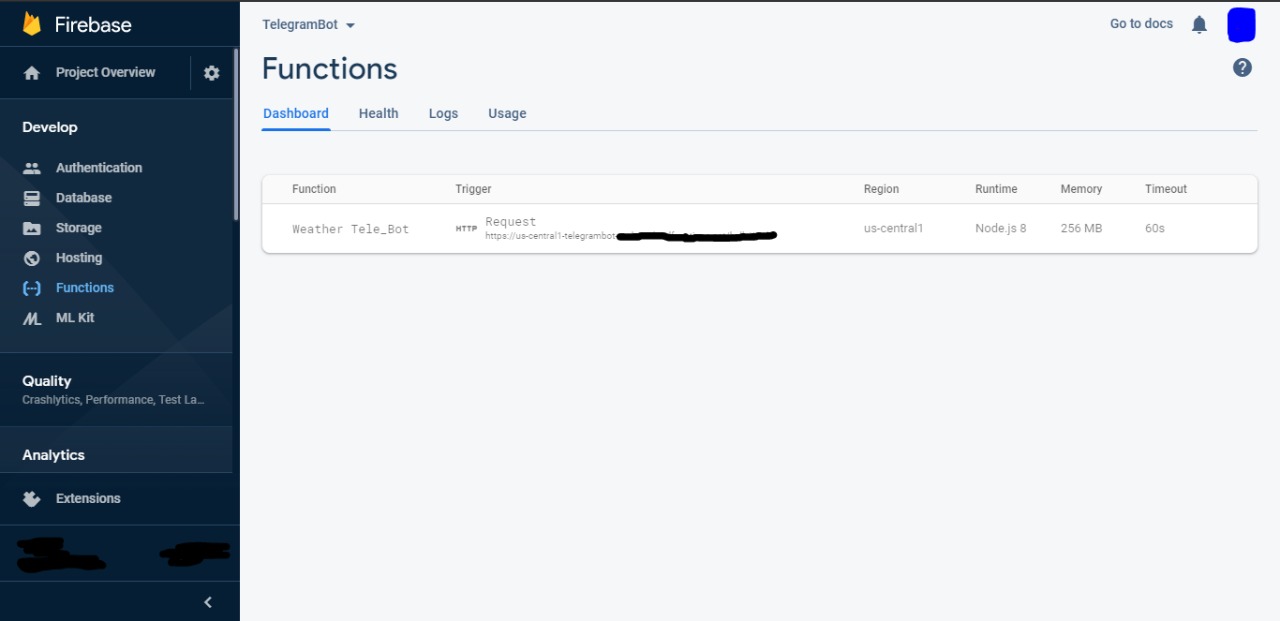 Firebase
Project Overview
Develop
Authentication
Database
Storage
Hosting
Functions
ML Kit
Quality
Crashlytics, Performance, Test La...
Analytics
Extensions
TelegramBot
Go to docs
Functions
Dashboard Health Logs Usage
Function Trigger Region Runtime Memory Timeout
Weather Tele_Bot HTTP Request us-central1 Node.js 8 256 MB 60s
https://us-central1-telegrambot-